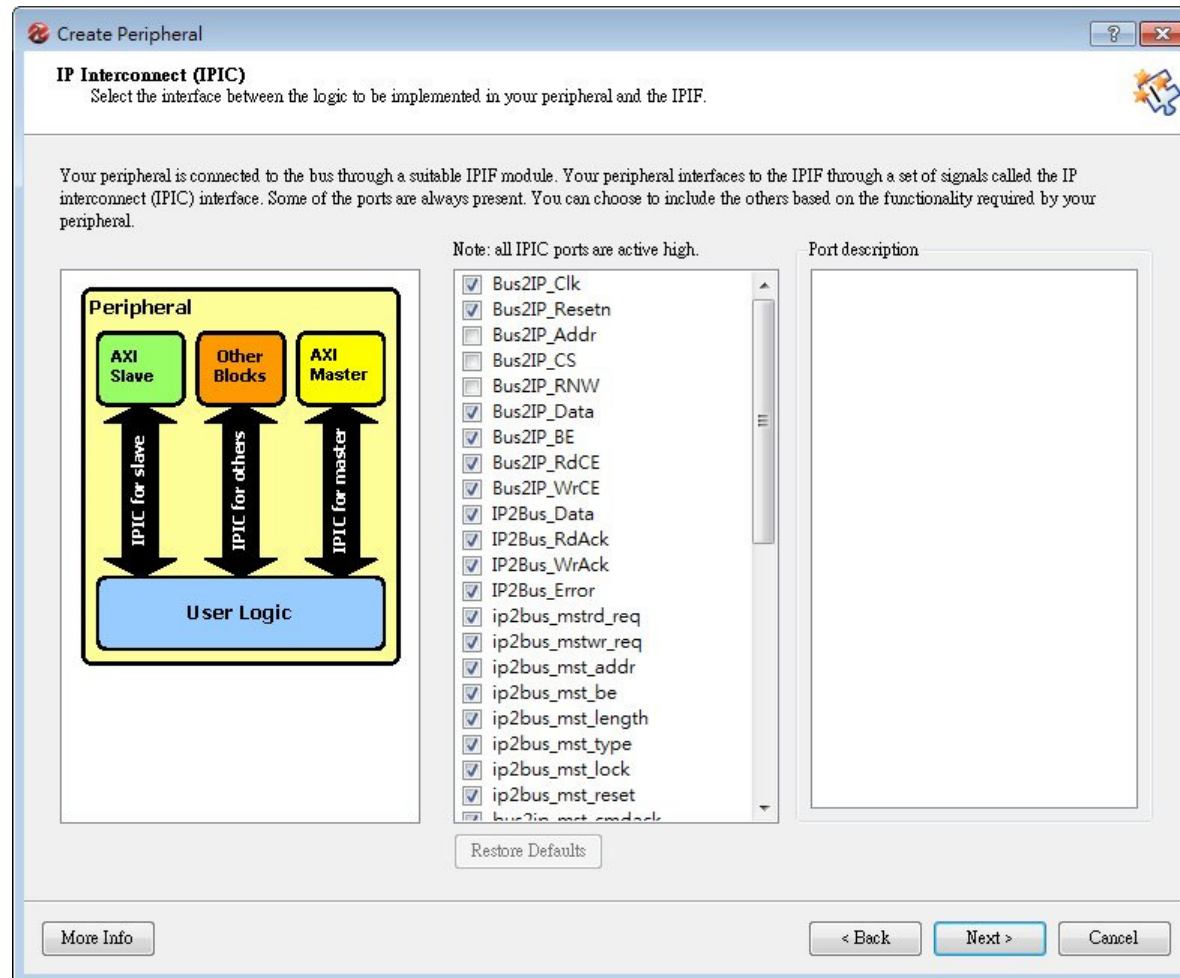 Create Peripheral
IP Interconnect (IPIC)
Select the interface between the logic to be implemented in your peripheral and the IPIF.
Your peripheral is connected to the bus through a suitable IPIF module. Your peripheral interfaces to the IPIF through a set of signals called the IP
interconnect (IPIC) interface. Some of the ports are always present. You can choose to include the others based on the functionality required by your
peripheral.
Peripheral
AXI
Slave
Other
Blocks
AXI
Master
IPIC for slave
IPIC for others
IPIC for master
User Logic
Note: all IPIC ports are active high.
Bus2IP_Clk
Bus2IP_Resetn
Bus2IP_Addr
Bus2IP_CS
Bus2IP_RNW
Bus2IP_Data
Bus2IP_BE
Bus2IP_RdCE
Bus2IP_WrCE
IP2Bus_Data
IP2Bus_RdAck
IP2Bus_WrAck
IP2Bus_Error
ip2bus_mstrd_req
ip2bus_mstwr_req
ip2bus_mst_addr
ip2bus_mst_be
ip2bus_mst_length
ip2bus_mst_type
ip2bus_mst_lock
ip2bus_mst_reset
bus2ip_mst_cmdack
Restore Defaults
Port description
More Info
< Back
Next >
Cancel